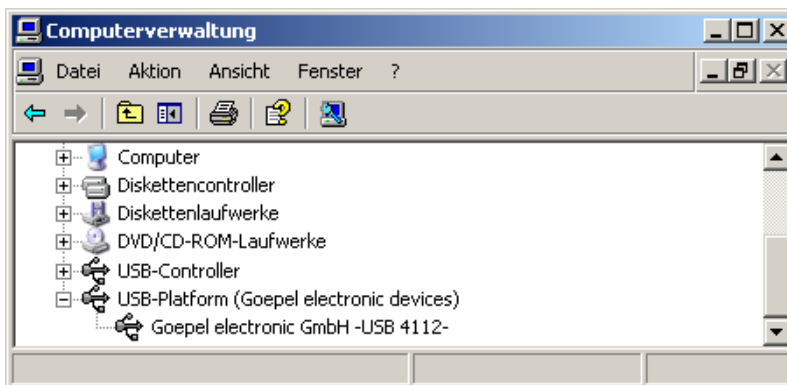 Computerverwaltung
Datei Aktion Ansicht Fenster ?
Computer
Diskettencontroller
Diskettenlaufwerke
DVD/CD-ROM-Laufwerke
USB-Controller
USB-Platform (Goepel electronic devices)
Goepel electronic GmbH -USB 4112-